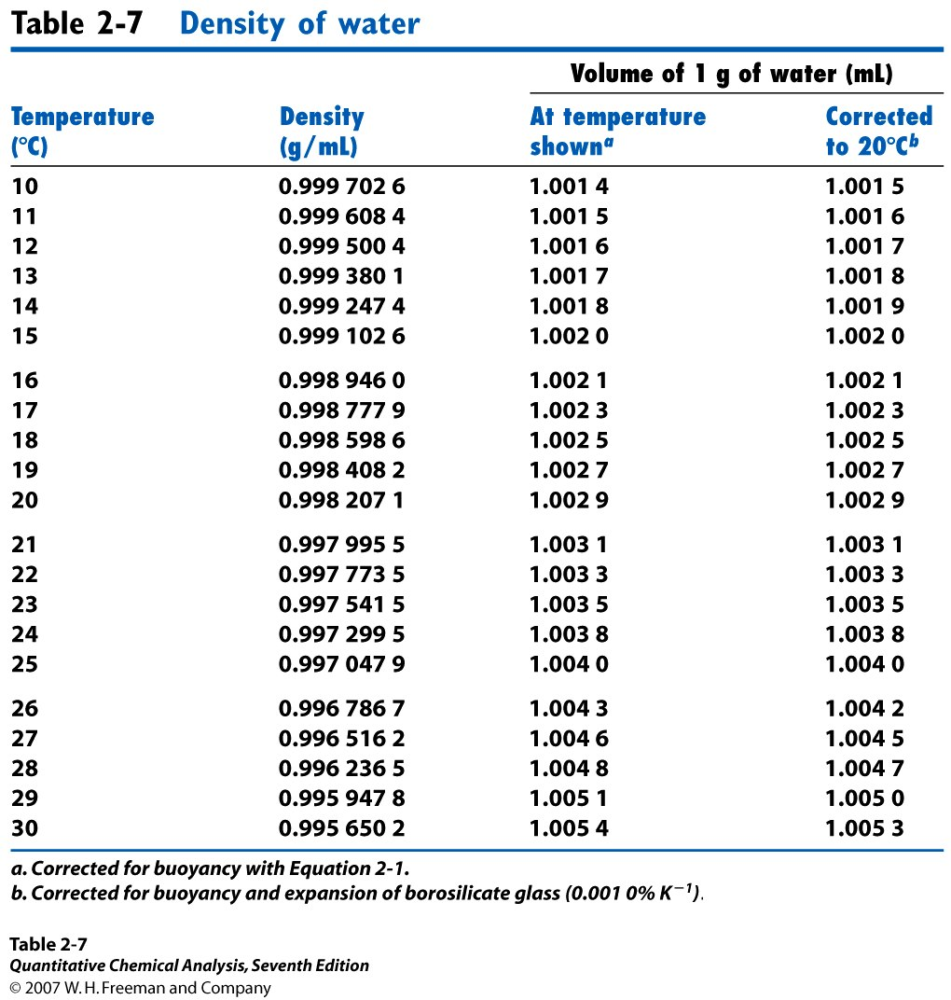 Table 2-7 Density of water
Volume of 1 g of water (mL)
Temperature (°C) Density (g/mL) At temperature shownᵃ Corrected to 20°Cᵇ
10 0.999 702 6 1.001 4 1.001 5
11 0.999 608 4 1.001 5 1.001 6
12 0.999 500 4 1.001 6 1.001 7
13 0.999 380 1 1.001 7 1.001 8
14 0.999 247 4 1.001 8 1.001 9
15 0.999 102 6 1.002 0 1.002 0
16 0.998 946 0 1.002 1 1.002 1
17 0.998 777 9 1.002 3 1.002 3
18 0.998 598 6 1.002 5 1.002 5
19 0.998 408 2 1.002 7 1.002 7
20 0.998 207 1 1.002 9 1.002 9
21 0.997 995 5 1.003 1 1.003 1
22 0.997 773 5 1.003 3 1.003 3
23 0.997 541 5 1.003 5 1.003 5
24 0.997 299 5 1.003 8 1.003 8
25 0.997 047 9 1.004 0 1.004 0
26 0.996 786 7 1.004 3 1.004 2
27 0.996 516 2 1.004 6 1.004 5
28 0.996 236 5 1.004 8 1.004 7
29 0.995 947 8 1.005 1 1.005 0
30 0.995 650 2 1.005 4 1.005 3
a. Corrected for buoyancy with Equation 2-1.
b. Corrected for buoyancy and expansion of borosilicate glass (0.001 0% K⁻¹).
Table 2-7
Quantitative Chemical Analysis, Seventh Edition
© 2007 W. H. Freeman and Company